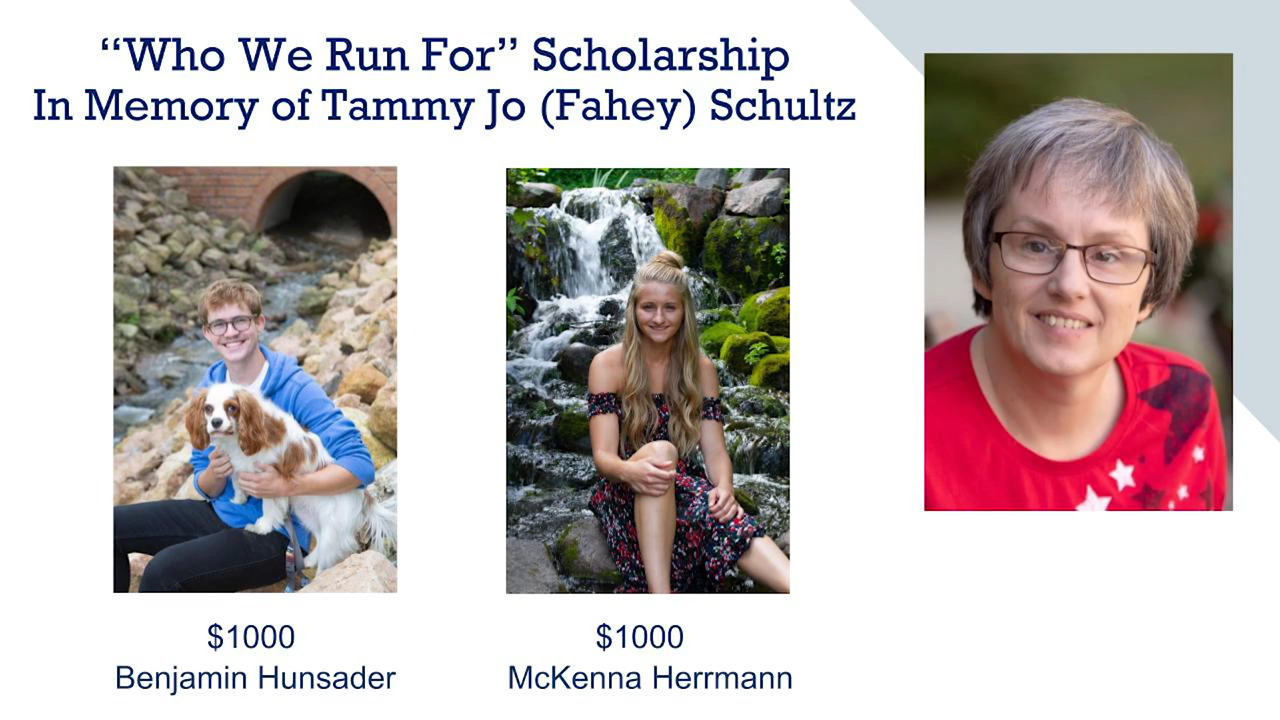 “Who We Run For” Scholarship
In Memory of Tammy Jo (Fahey) Schultz
$1000
Benjamin Hunsader
$1000
McKenna Herrmann